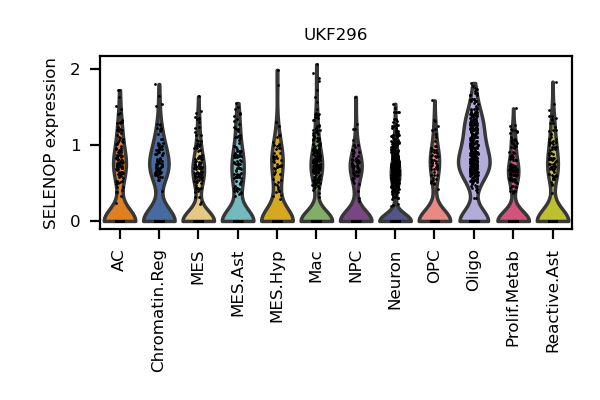 UKF296
SELENOP expression
2
1
0
AC
Chromatin.Reg
MES
MES.Ast
MES.Hyp
Mac
NPC
Neuron
OPC
Oligo
Prolif.Metab
Reactive.Ast